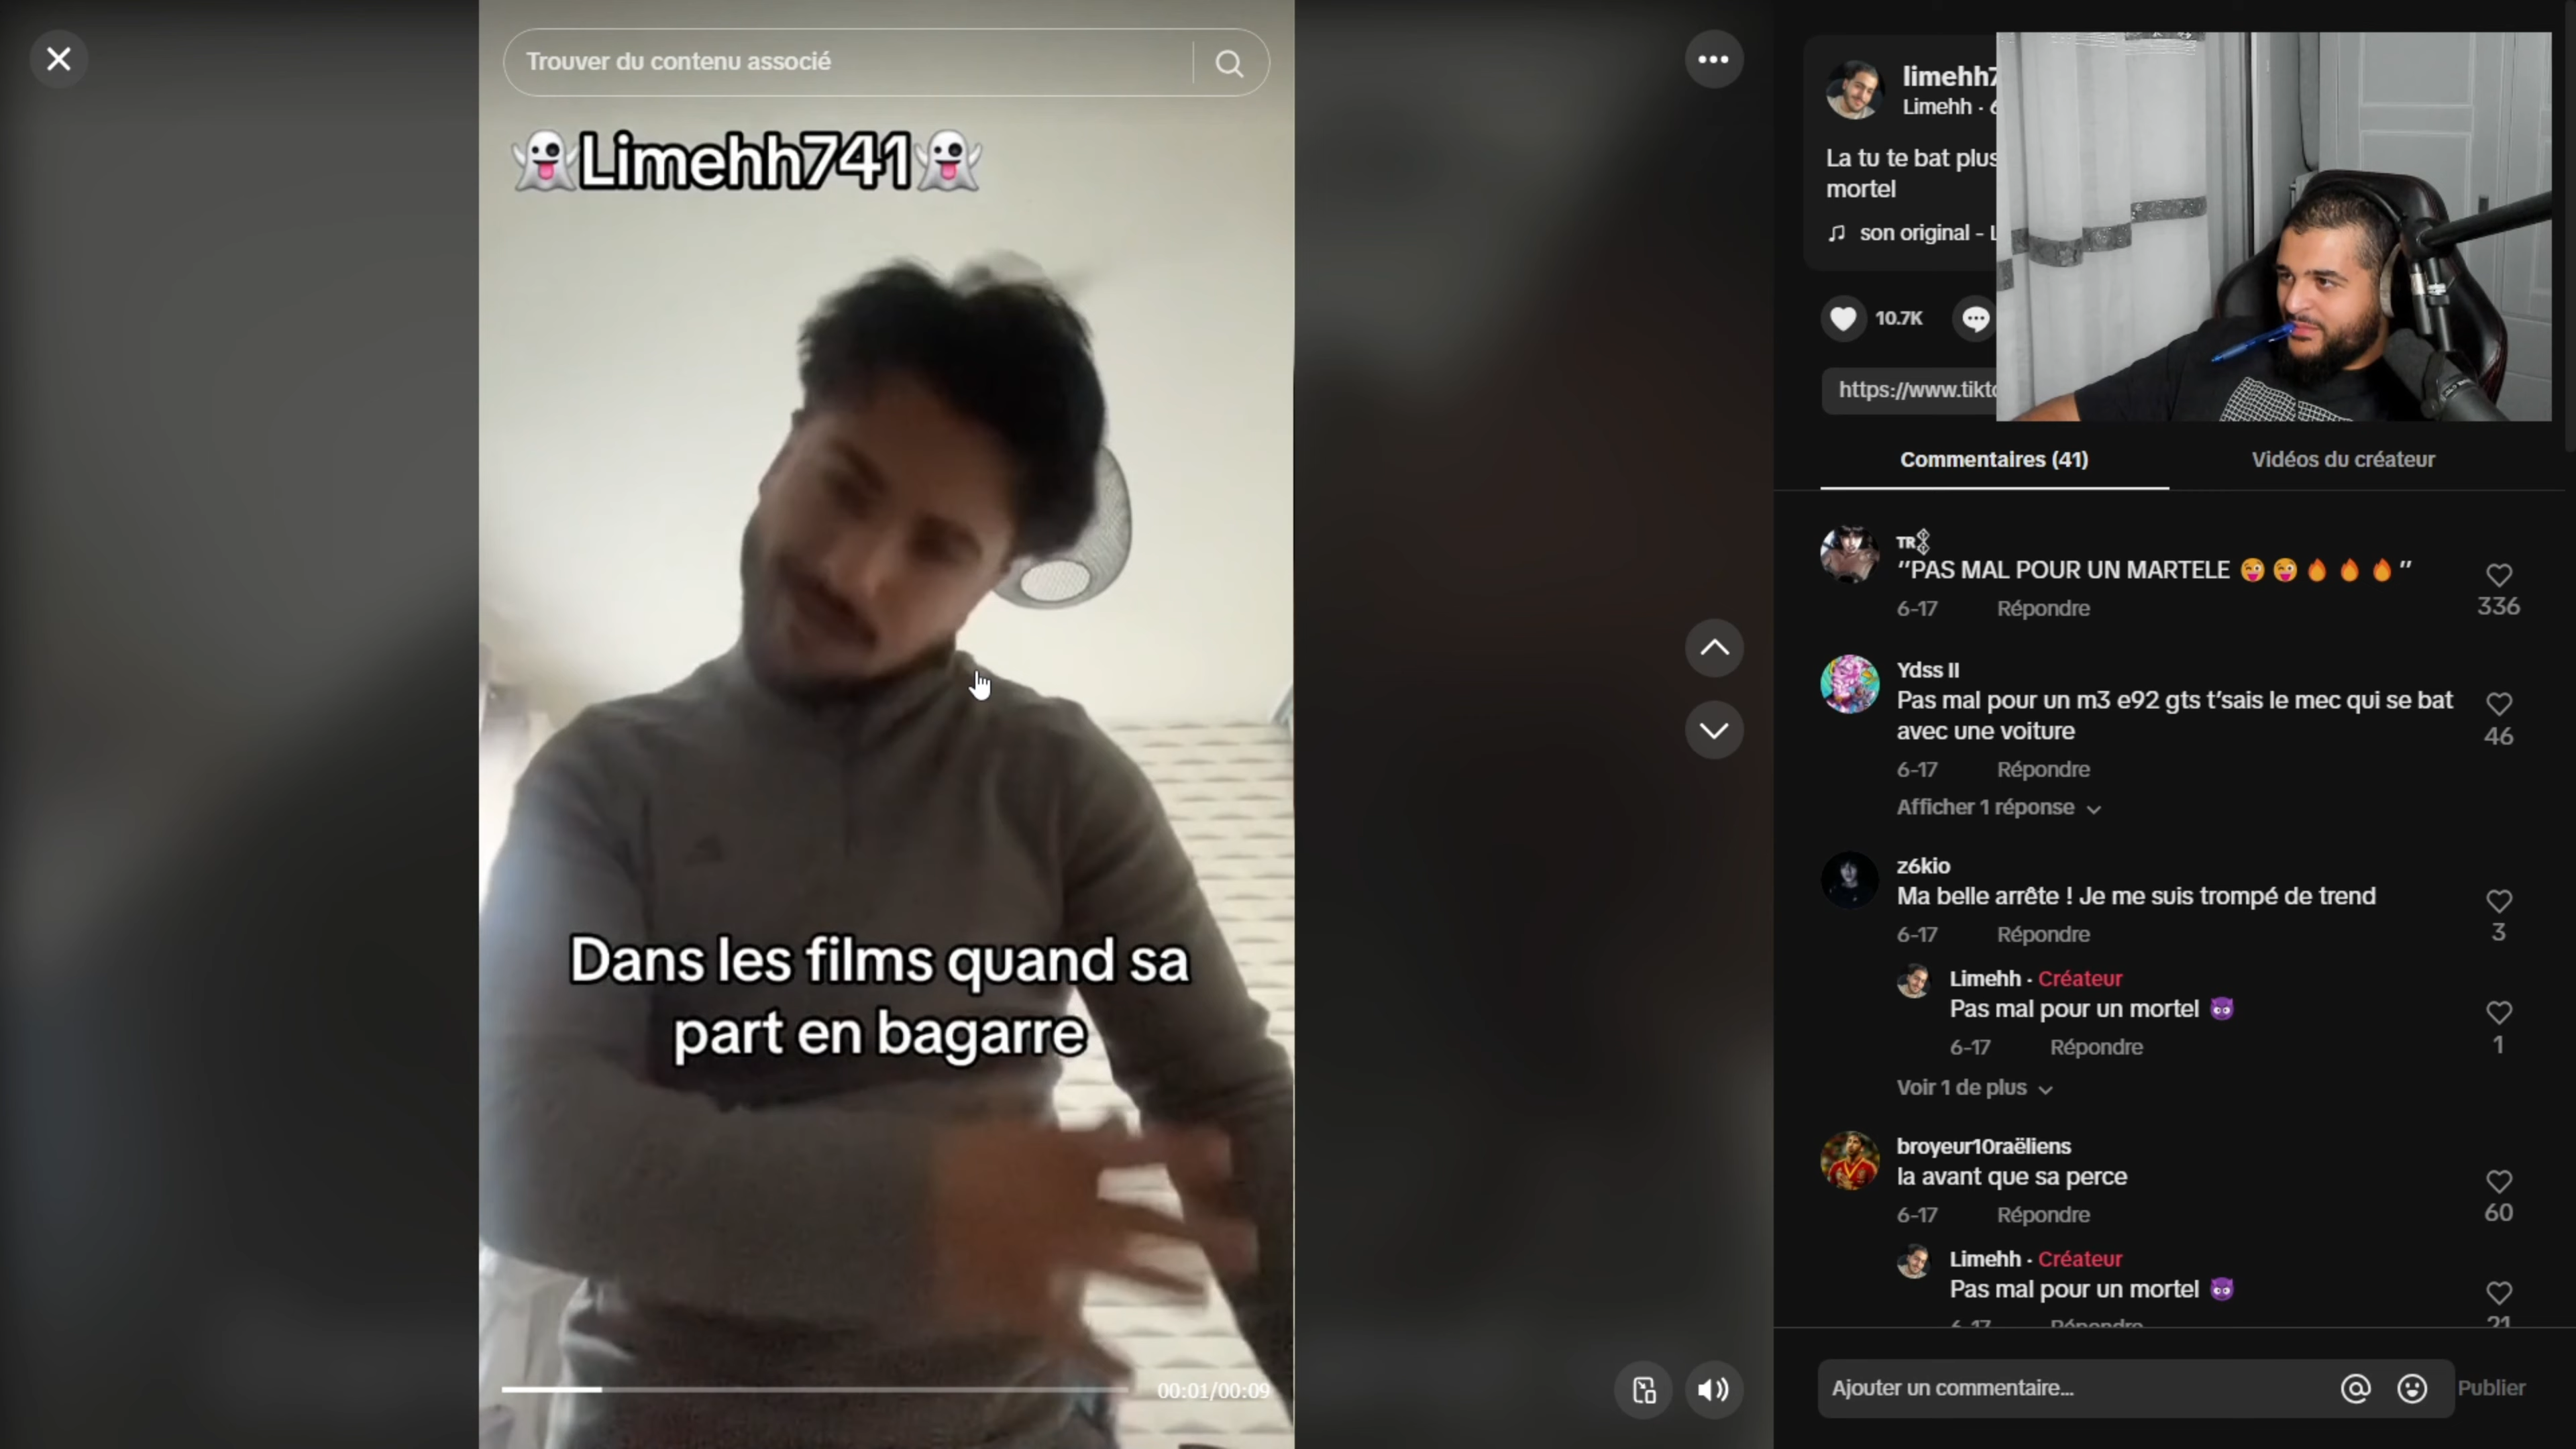 Trouver du contenu associé
👻Limehh741👻
Dans les films quand sa
part en bagarre
00:01/00:09
limehh7
Limehh ·
La tu te bat plus
mortel
son original -
10.7K
https://www.tikt
Commentaires (41)
Vidéos du créateur
TR
"PAS MAL POUR UN MARTELE 😜😜🔥🔥🔥"
6-17 Répondre
336
Ydss II
Pas mal pour un m3 e92 gts t'sais le mec qui se bat
avec une voiture
46
6-17 Répondre
Afficher 1 réponse
z6kio
Ma belle arrête ! Je me suis trompé de trend
3
6-17 Répondre
Limehh · Créateur
Pas mal pour un mortel 😈
1
6-17 Répondre
Voir 1 de plus
broyeur10raëliens
la avant que sa perce
60
6-17 Répondre
Limehh · Créateur
Pas mal pour un mortel 😈
21
6-17 Répondre
Ajouter un commentaire...
Publier